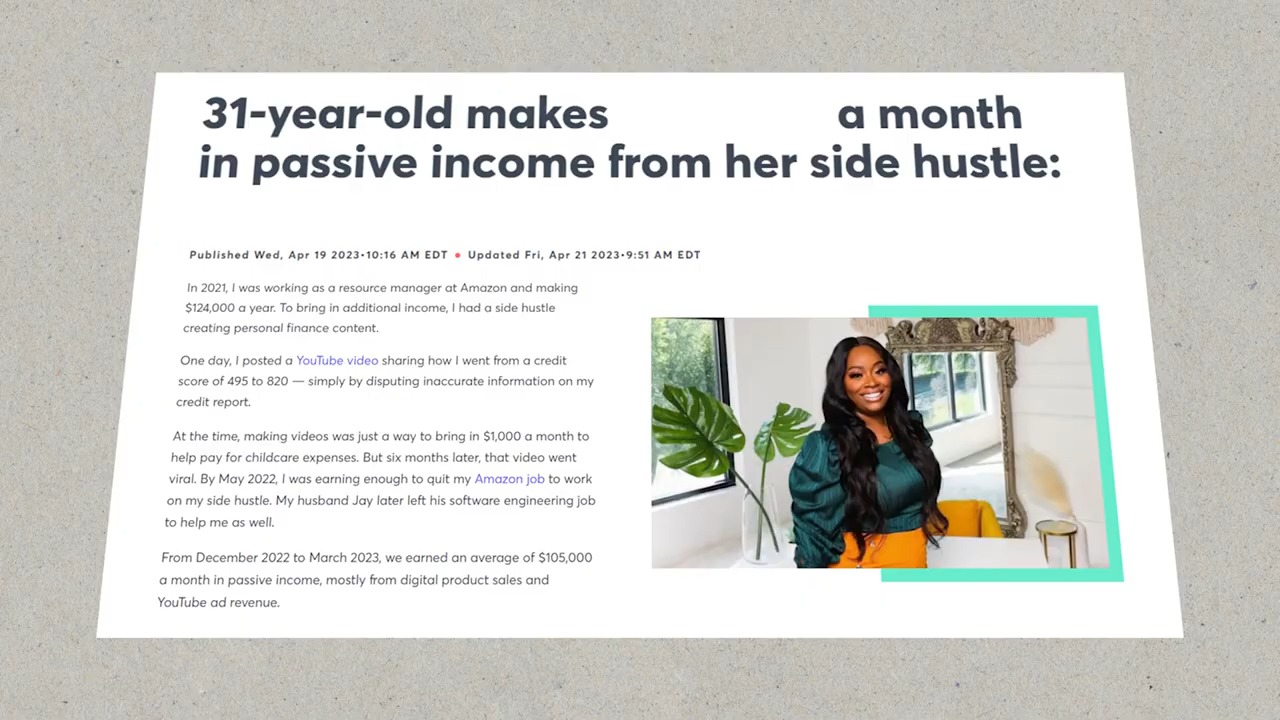 31-year-old makes a month
in passive income from her side hustle:
Published Wed, Apr 19 2023•10:16 AM EDT • Updated Fri, Apr 21 2023•9:51 AM EDT
In 2021, I was working as a resource manager at Amazon and making
$124,000 a year. To bring in additional income, I had a side hustle
creating personal finance content.
One day, I posted a YouTube video sharing how I went from a credit
score of 495 to 820 — simply by disputing inaccurate information on my
credit report.
At the time, making videos was just a way to bring in $1,000 a month to
help pay for childcare expenses. But six months later, that video went
viral. By May 2022, I was earning enough to quit my Amazon job to work
on my side hustle. My husband Jay later left his software engineering job
to help me as well.
From December 2022 to March 2023, we earned an average of $105,000
a month in passive income, mostly from digital product sales and
YouTube ad revenue.